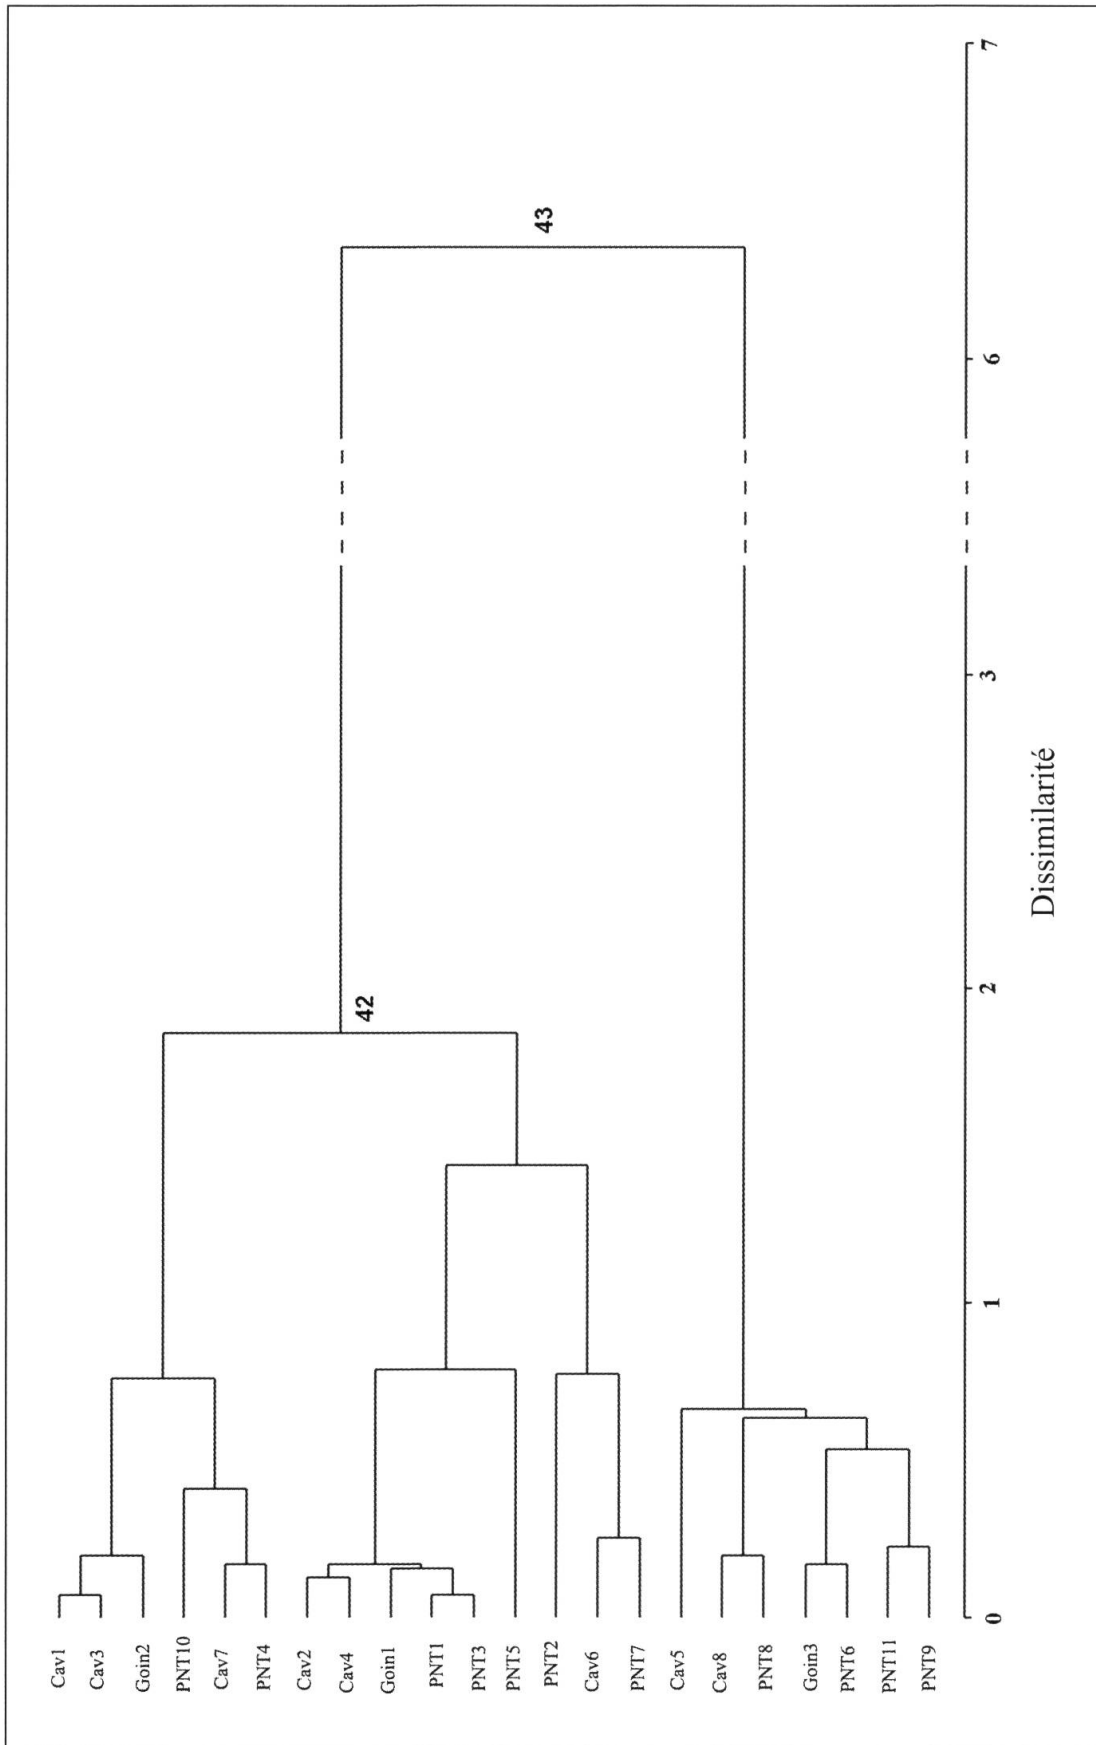 43
42
Cav1
Cav3
Goin2
PNT10
Cav7
PNT4
Cav2
Cav4
Goin1
PNT1
PNT3
PNT5
PNT2
Cav6
PNT7
Cav5
Cav8
PNT8
Goin3
PNT6
PNT11
PNT9
0
1
2
3
6
7
Dissimilarité